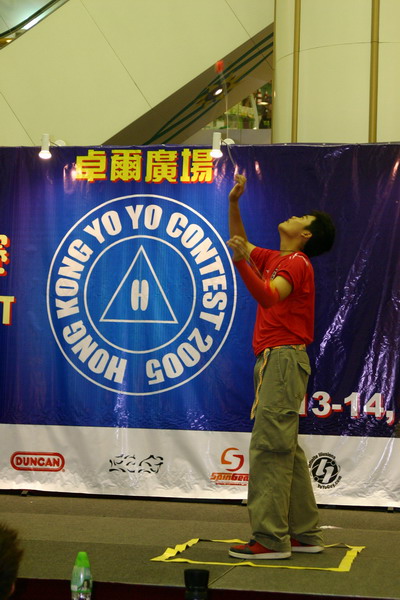 卓爾廣場
HONG KONG YO YO CONTEST 2005
H
T
13-14,
DUNCAN
SPINGEAR